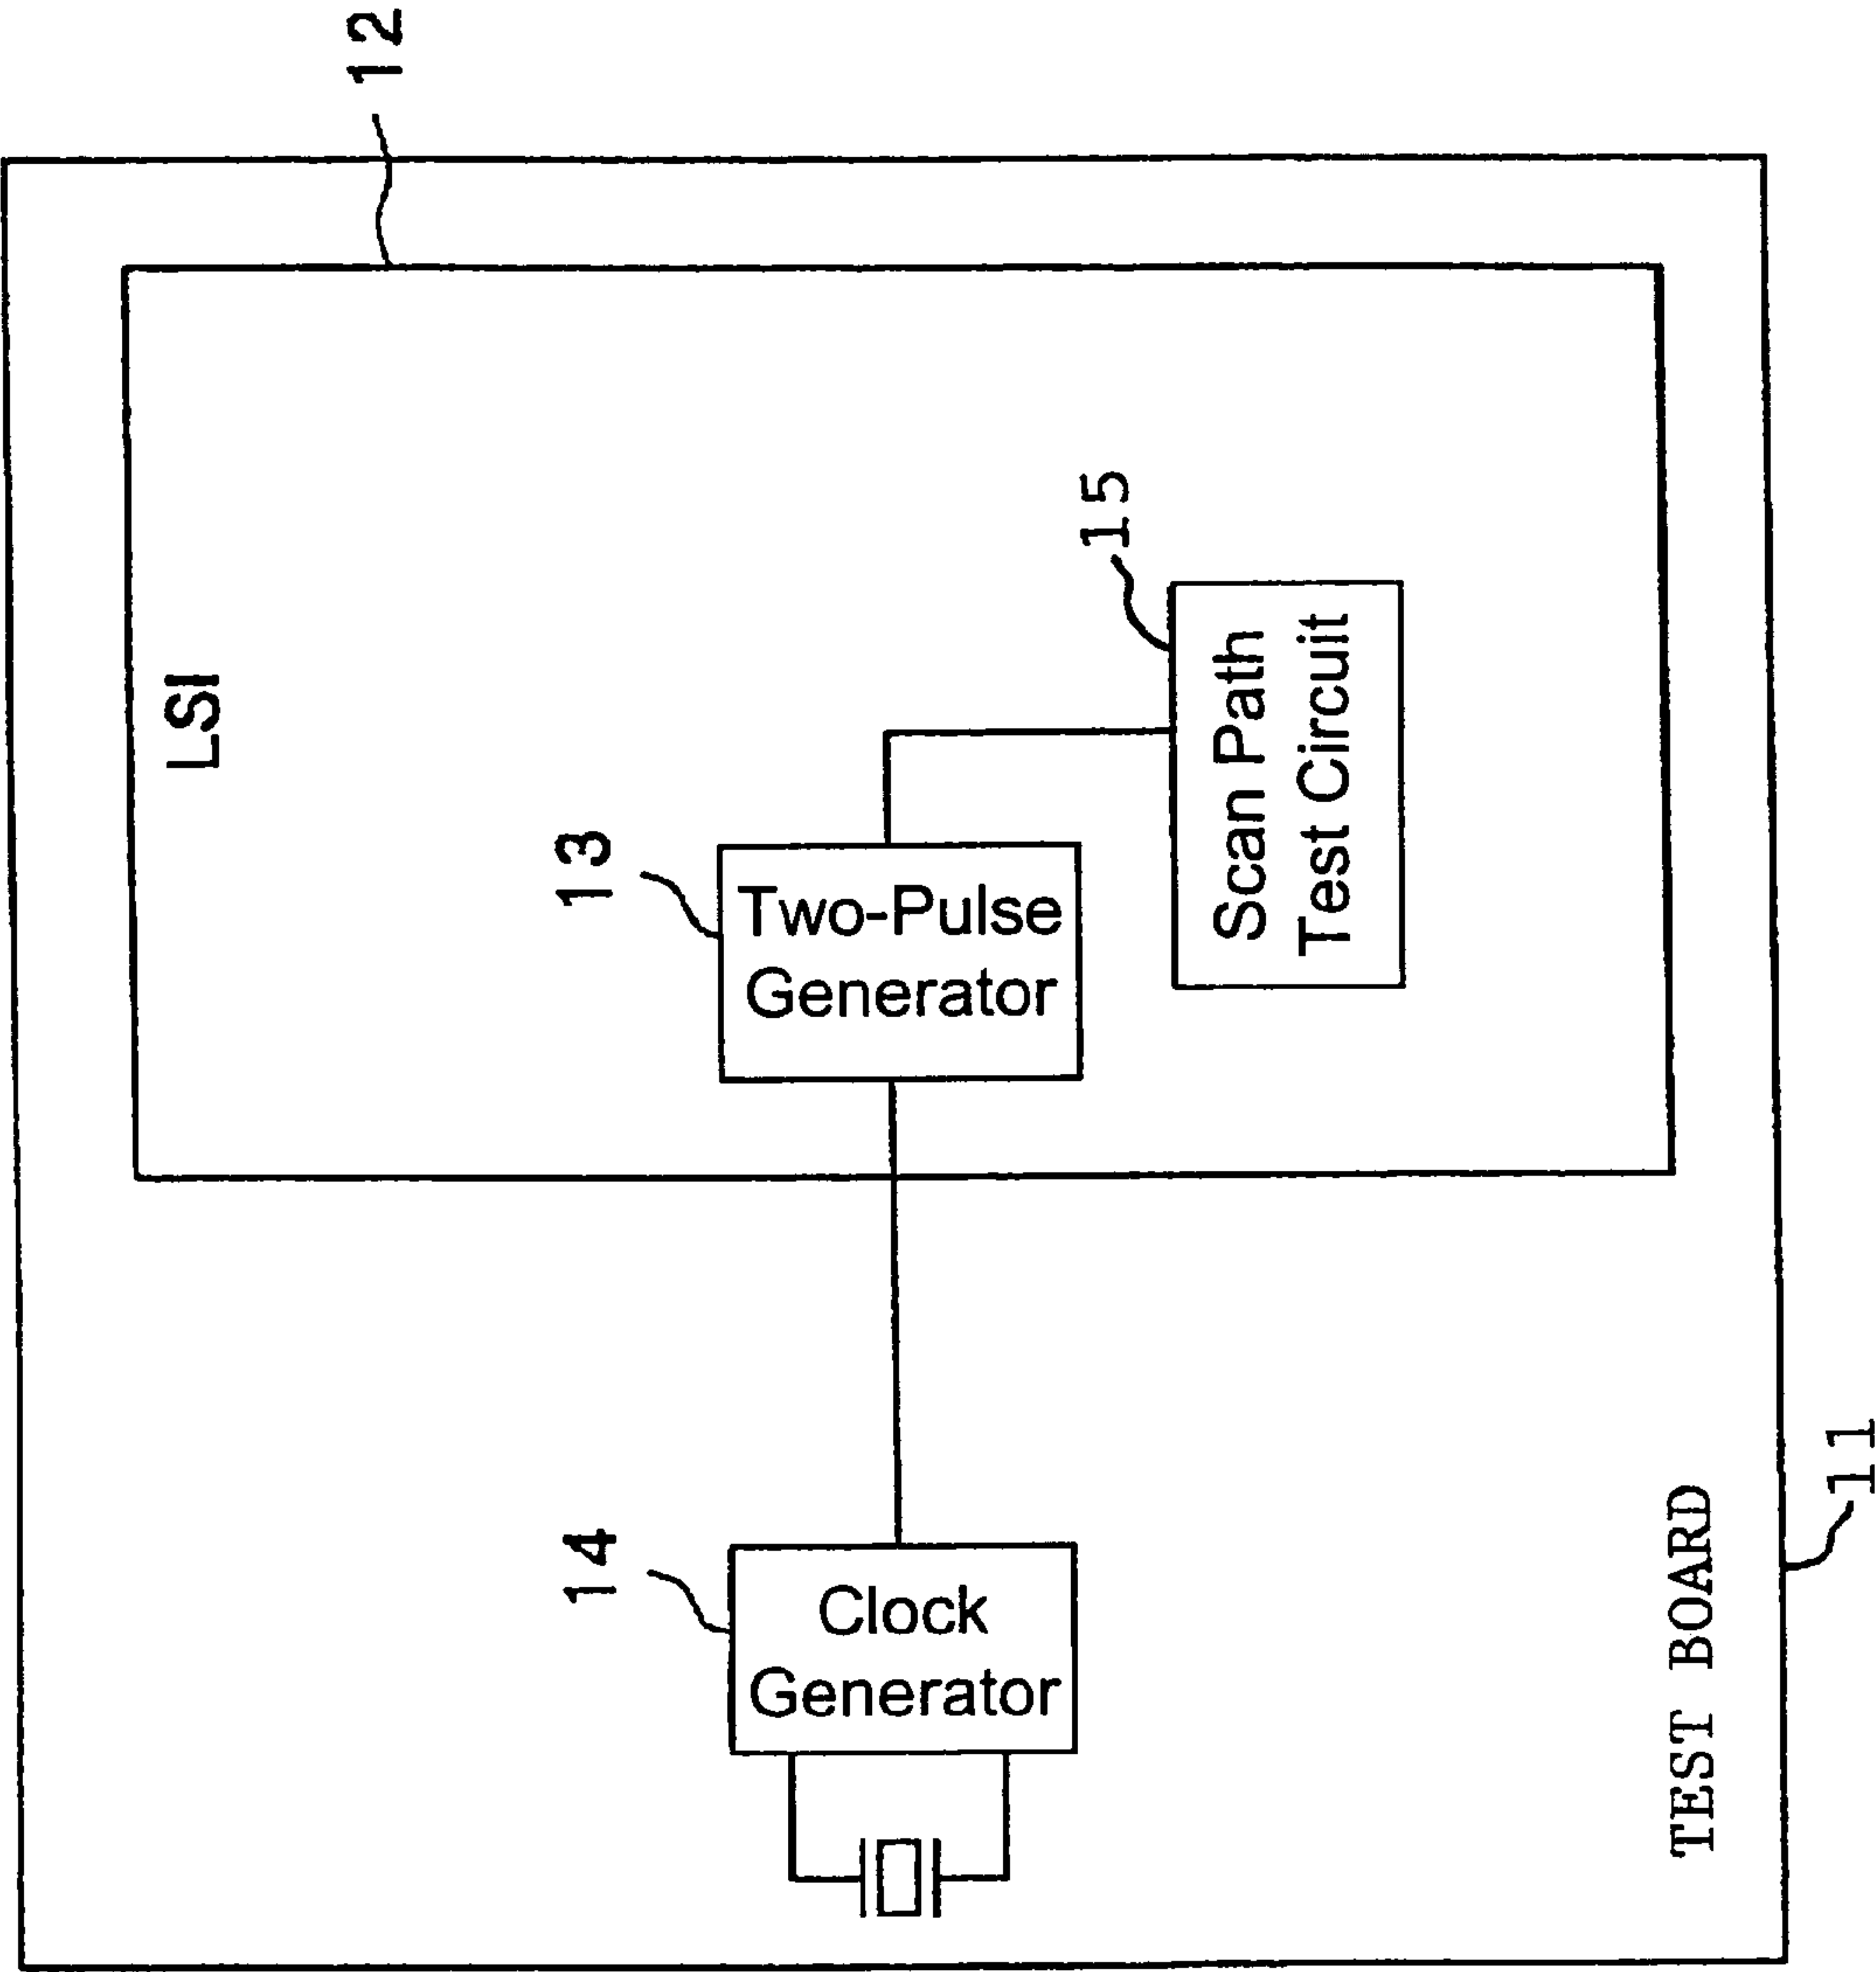 12
LSI
13
Two-Pulse
Generator
15
Scan Path
Test Circuit
14
Clock
Generator
TEST BOARD
11